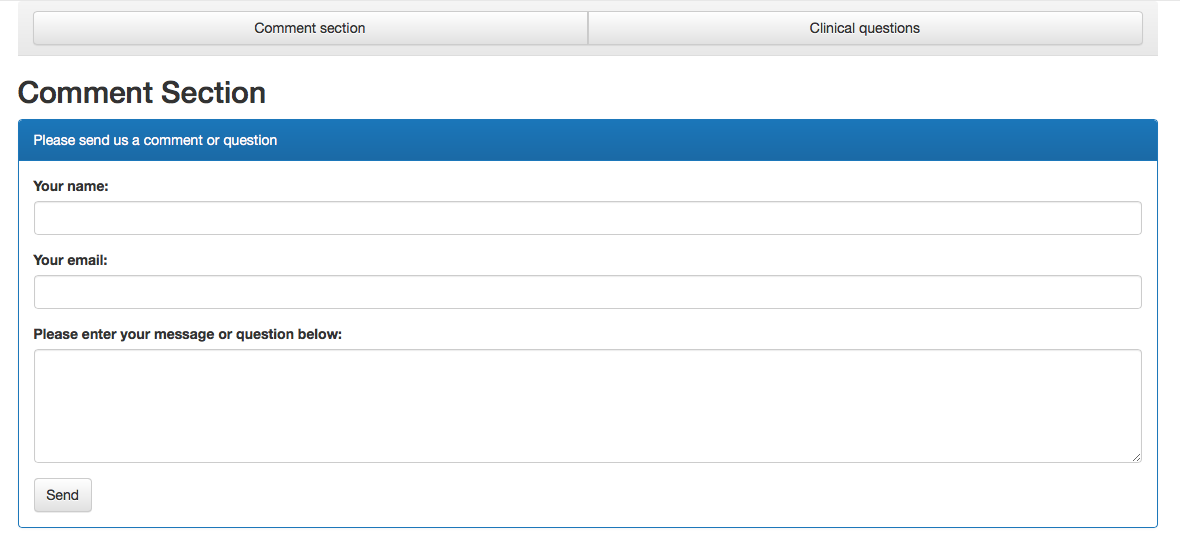 Comment section Clinical questions
Comment Section
Please send us a comment or question
Your name:
Your email:
Please enter your message or question below:
Send